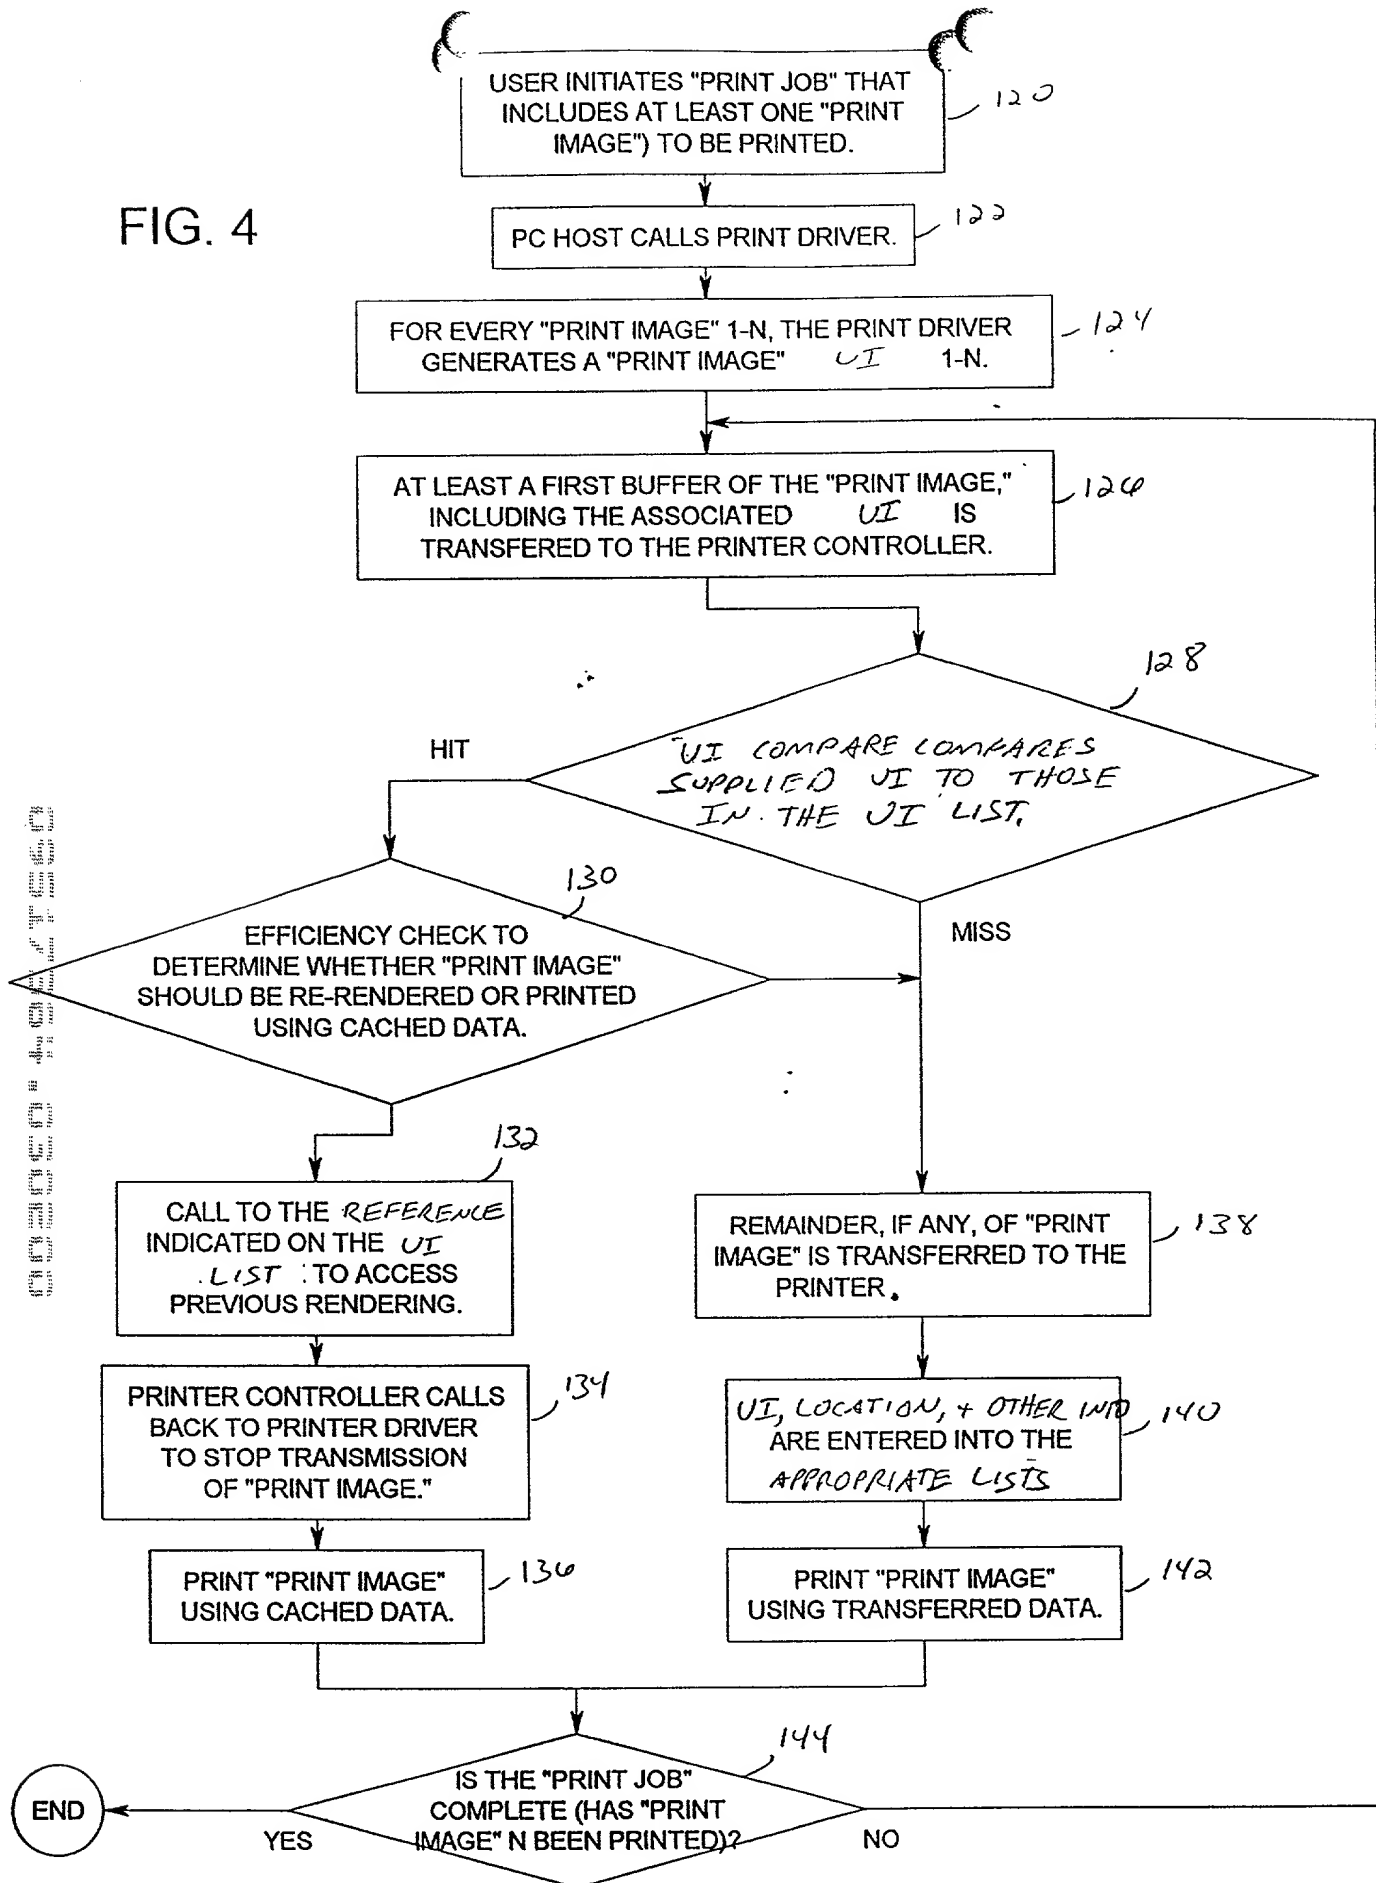 USER INITIATES "PRINT JOB" THAT
INCLUDES AT LEAST ONE "PRINT
IMAGE") TO BE PRINTED.
120
FIG. 4
PC HOST CALLS PRINT DRIVER.
122
FOR EVERY "PRINT IMAGE" 1-N, THE PRINT DRIVER
GENERATES A "PRINT IMAGE" UI 1-N.
124
AT LEAST A FIRST BUFFER OF THE "PRINT IMAGE,"
INCLUDING THE ASSOCIATED UI IS
TRANSFERED TO THE PRINTER CONTROLLER.
126
128
UI COMPARE COMPARES
SUPPLIED UI TO THOSE
IN THE UI LIST.
HIT
MISS
130
EFFICIENCY CHECK TO
DETERMINE WHETHER "PRINT IMAGE"
SHOULD BE RE-RENDERED OR PRINTED
USING CACHED DATA.
132
CALL TO THE REFERENCE
INDICATED ON THE UI
LIST TO ACCESS
PREVIOUS RENDERING.
PRINTER CONTROLLER CALLS
BACK TO PRINTER DRIVER
TO STOP TRANSMISSION
OF "PRINT IMAGE."
134
PRINT "PRINT IMAGE"
USING CACHED DATA.
136
REMAINDER, IF ANY, OF "PRINT
IMAGE" IS TRANSFERRED TO THE
PRINTER.
138
UI, LOCATION, + OTHER INFO
ARE ENTERED INTO THE
APPROPRIATE LISTS
140
PRINT "PRINT IMAGE"
USING TRANSFERRED DATA.
142
144
IS THE "PRINT JOB"
COMPLETE (HAS "PRINT
IMAGE" N BEEN PRINTED)?
END
YES
NO